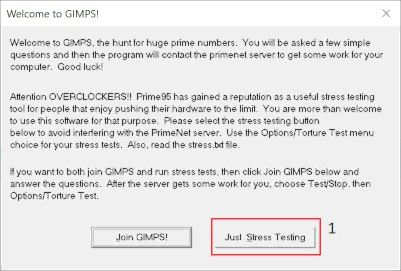 Welcome to GIMPS!
Welcome to GIMPS, the hunt for huge prime numbers. You will be asked a few simple
questions and then the program will contact the primenet server to get some work for your
computer. Good luck!
Attention OVERCLOCKERS!! Prime95 has gained a reputation as a useful stress testing
tool for people that enjoy pushing their hardware to the limit. You are more than welcome
to use this software for that purpose. Please select the stress testing button
below to avoid interfering with the PrimeNet server. Use the Options/Torture Test menu
choice for your stress tests. Also, read the stress.txt file.
If you want to both join GIMPS and run stress tests, then click Join GIMPS below and
answer the questions. After the server gets some work for you, choose Test/Stop, then
Options/Torture Test.
Join GIMPS! Just Stress Testing 1